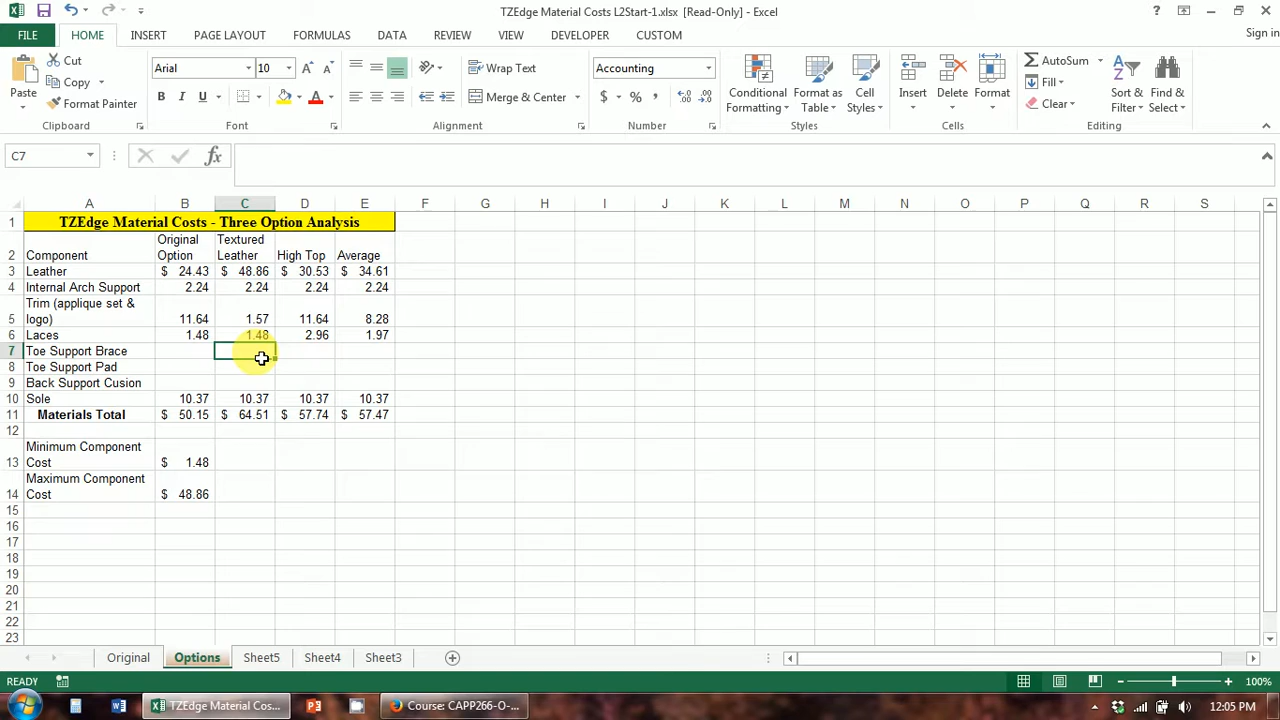 TZEdge Material Costs L2Start-1.xlsx [Read-Only] - Excel
FILE HOME INSERT PAGE LAYOUT FORMULAS DATA REVIEW VIEW DEVELOPER CUSTOM Sign in
Paste Cut Copy Format Painter
Clipboard
Arial 10
B I U A
Font
Wrap Text
Merge & Center
Alignment
Accounting
$ % ,
Number
Conditional Formatting
Format as Table
Cell Styles
Styles
Insert Delete Format
Cells
AutoSum
Fill
Clear
Sort & Filter
Find & Select
Editing
C7 fx
A B C D E F G H I J K L M N O P Q R S
1 TZEdge Material Costs - Three Option Analysis
2 Component Original Option Textured Leather High Top Average
3 Leather $ 24.43 $ 48.86 $ 30.53 $ 34.61
4 Internal Arch Support 2.24 2.24 2.24 2.24
5 Trim (applique set & logo) 11.64 1.57 11.64 8.28
6 Laces 1.48 1.48 2.96 1.97
7 Toe Support Brace
8 Toe Support Pad
9 Back Support Cusion
10 Sole 10.37 10.37 10.37 10.37
11 Materials Total $ 50.15 $ 64.51 $ 57.74 $ 57.47
12
13 Minimum Component Cost $ 1.48
14 Maximum Component Cost $ 48.86
15
16
17
18
19
20
21
22
23
Original Options Sheet5 Sheet4 Sheet3
READY 100%
TZEdge Material Cos... Course: CAPP266-O-... 12:05 PM